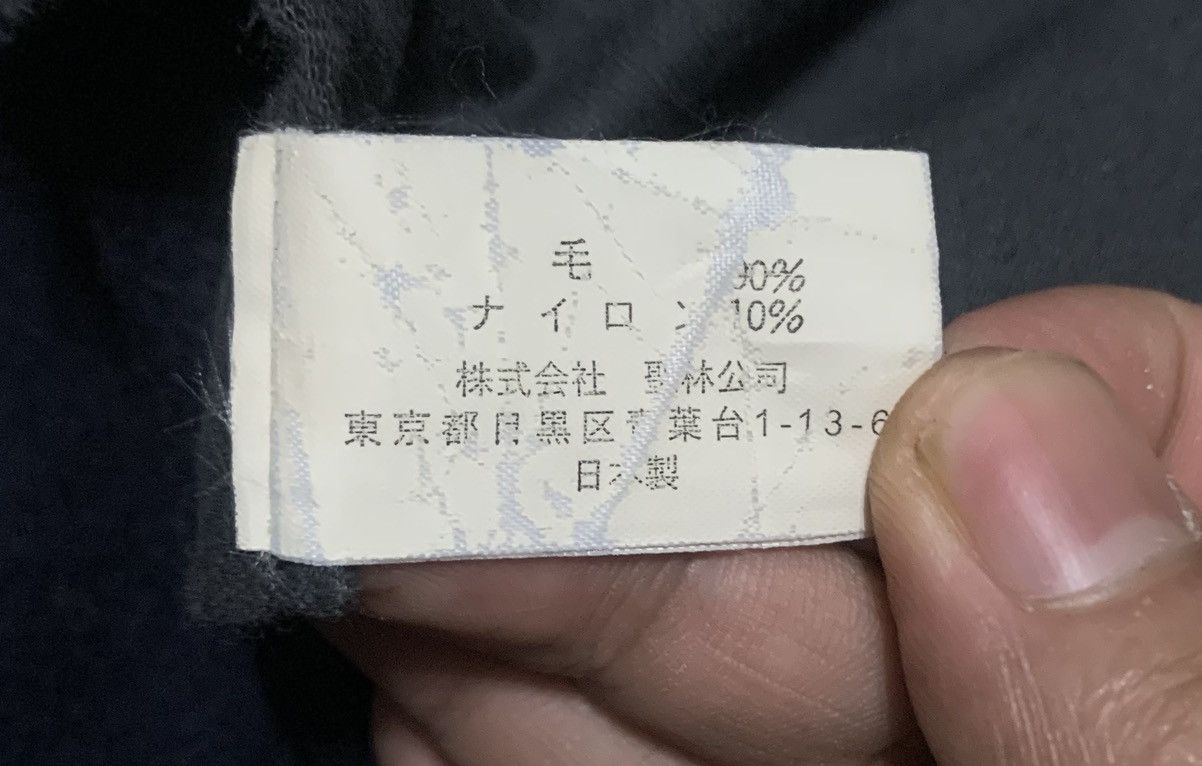 毛 90%
ナイロン 10%
株式会社 聖林公司
東京都目黒区青葉台1-13-6
日本製